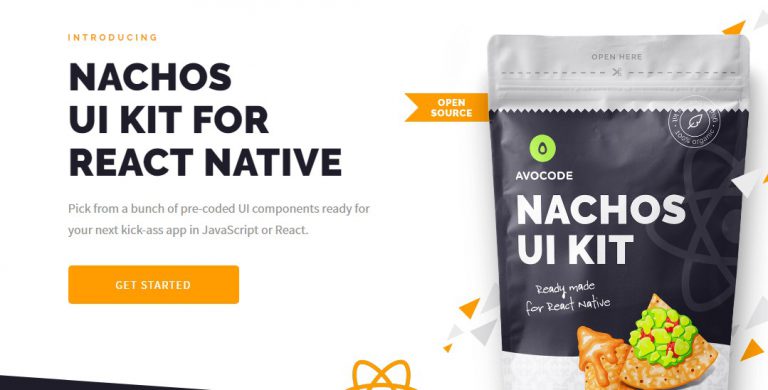 INTRODUCING
NACHOS
UI KIT FOR
REACT NATIVE
Pick from a bunch of pre-coded UI components ready for
your next kick-ass app in JavaScript or React.
GET STARTED
OPEN
SOURCE
OPEN HERE
100% organic
AVOCODE
NACHOS
UI KIT
Ready made
for React Native